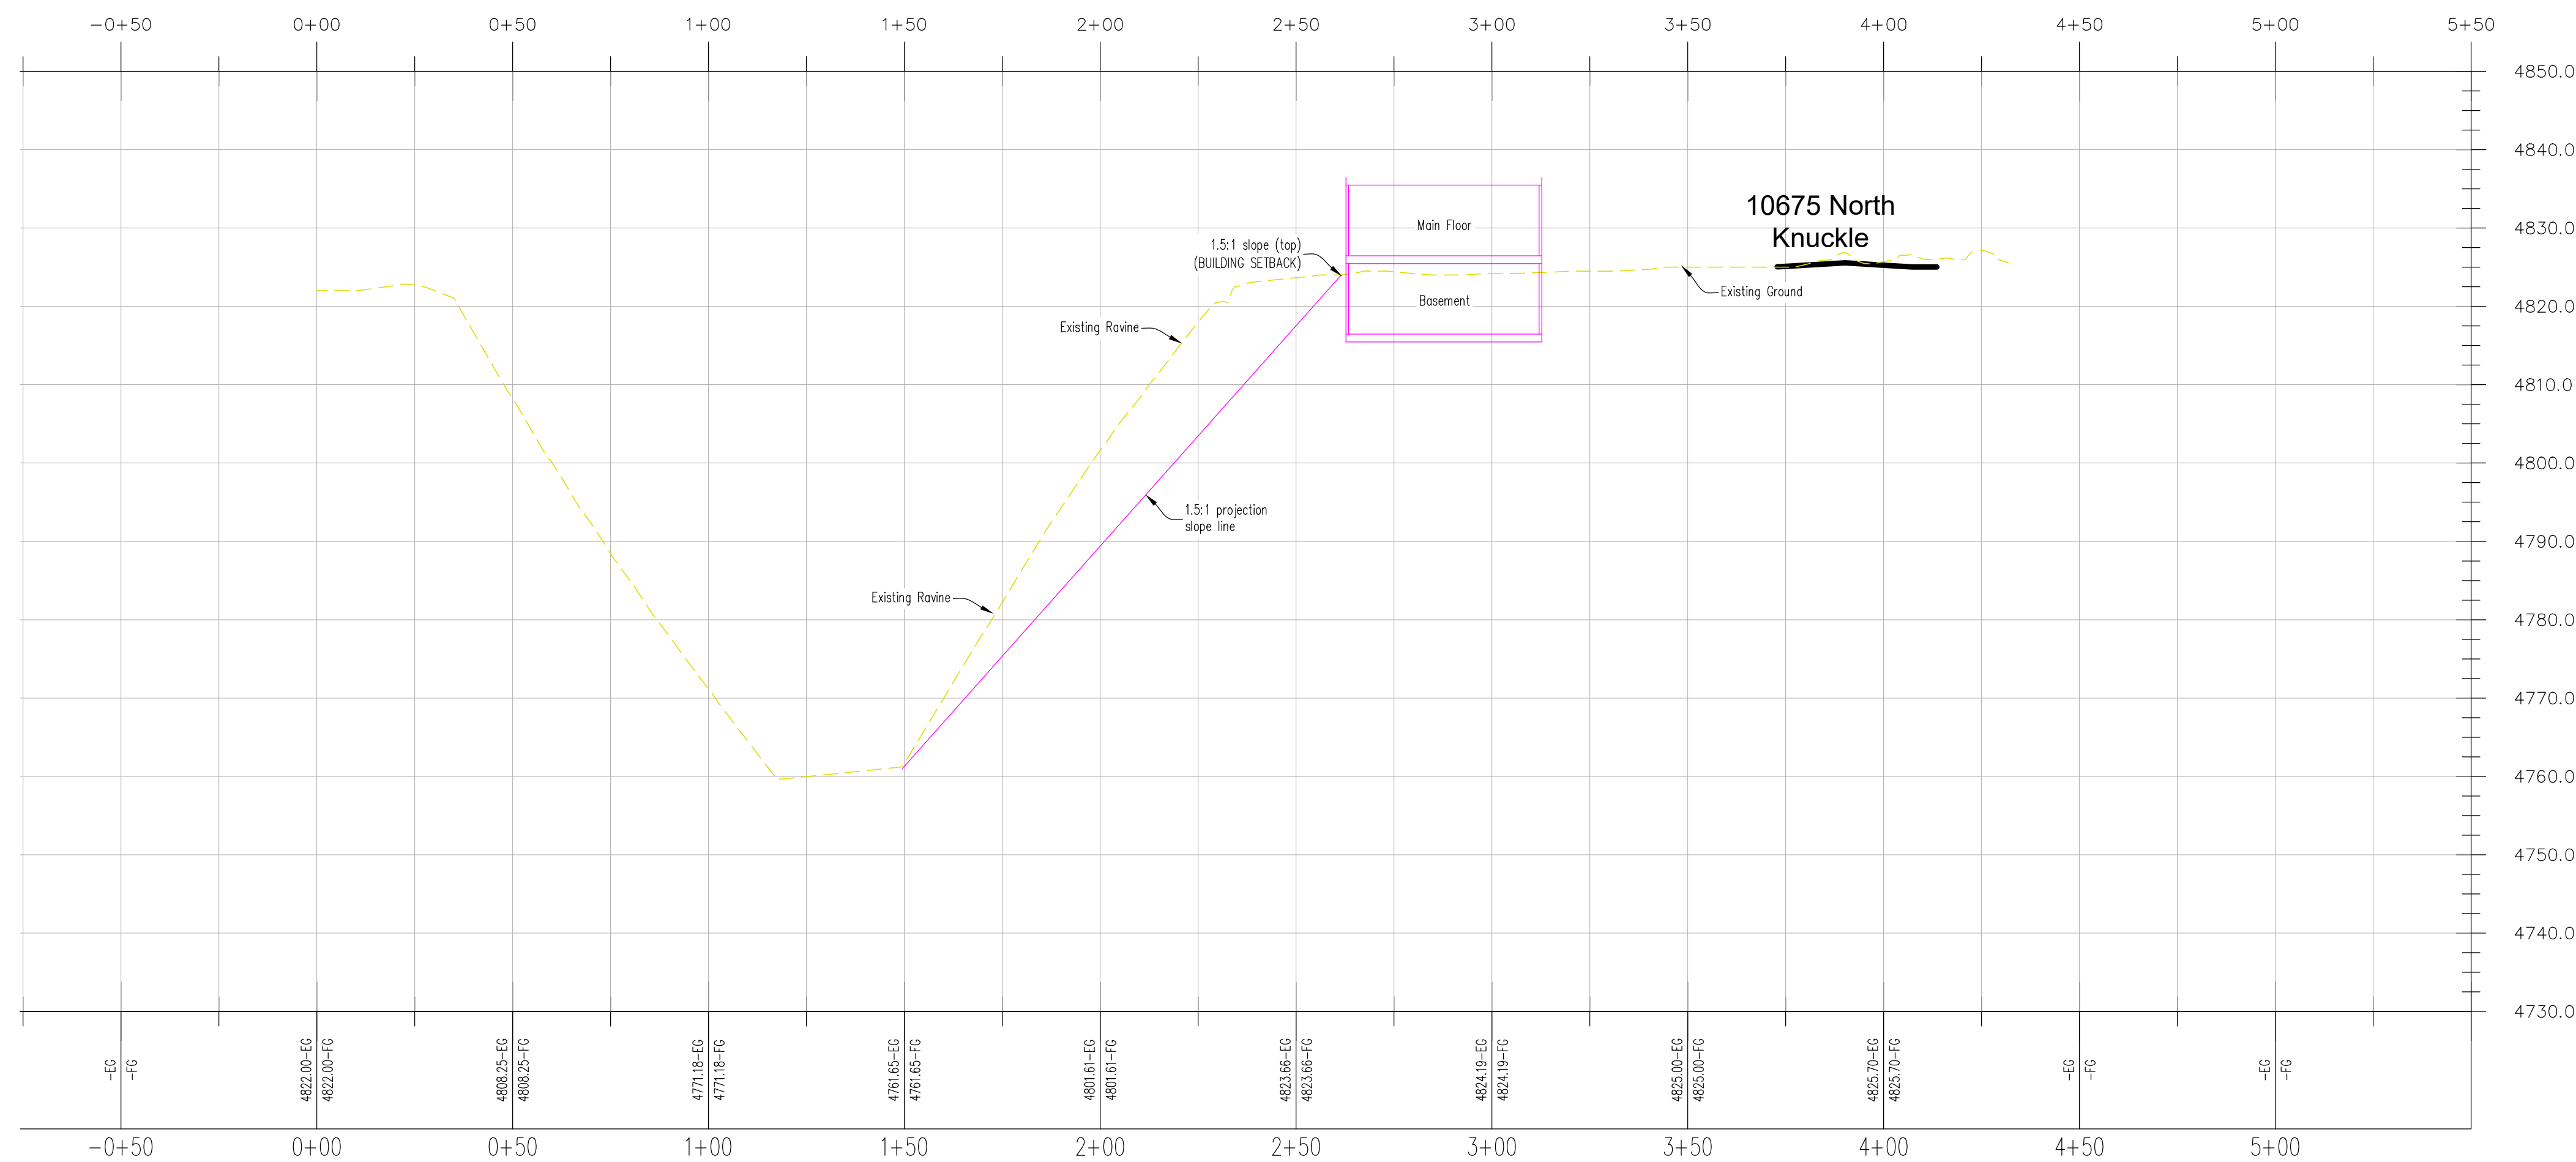 -0+50 0+00 0+50 1+00 1+50 2+00 2+50 3+00 3+50 4+00 4+50 5+00 5+50
4850.0
4840.0
4830.0
4820.0
4810.0
4800.0
4790.0
4780.0
4770.0
4760.0
4750.0
4740.0
4730.0
10675 North
Knuckle
Main Floor
1.5:1 slope (top)
(BUILDING SETBACK)
Basement
Existing Ground
Existing Ravine
1.5:1 projection
slope line
Existing Ravine
-EG
-FG
4822.00-EG
4822.00-FG
4808.25-EG
4808.25-FG
4771.18-EG
4771.18-FG
4761.65-EG
4761.65-FG
4801.61-EG
4801.61-FG
4823.66-EG
4823.66-FG
4824.19-EG
4824.19-FG
4825.00-EG
4825.00-FG
4825.70-EG
4825.70-FG
-EG
-FG
-EG
-FG
-0+50 0+00 0+50 1+00 1+50 2+00 2+50 3+00 3+50 4+00 4+50 5+00